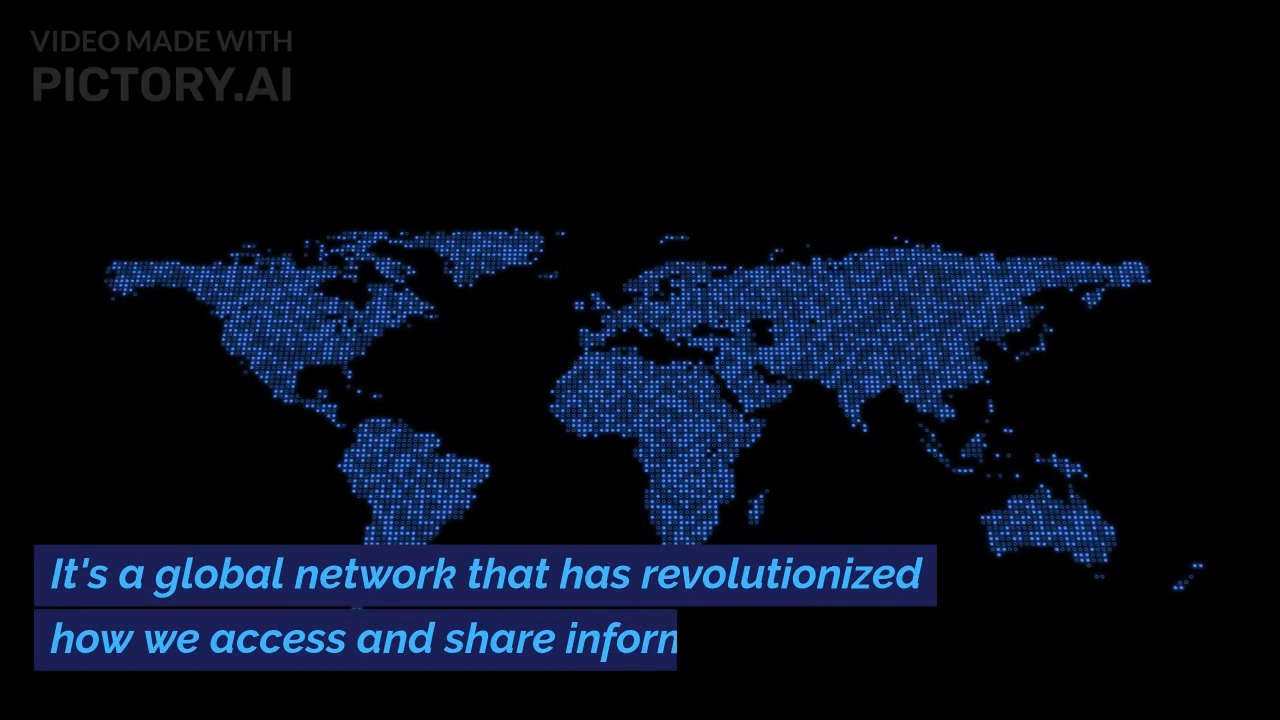 VIDEO MADE WITH
PICTORY.AI
It's a global network that has revolutionized
how we access and share inforn